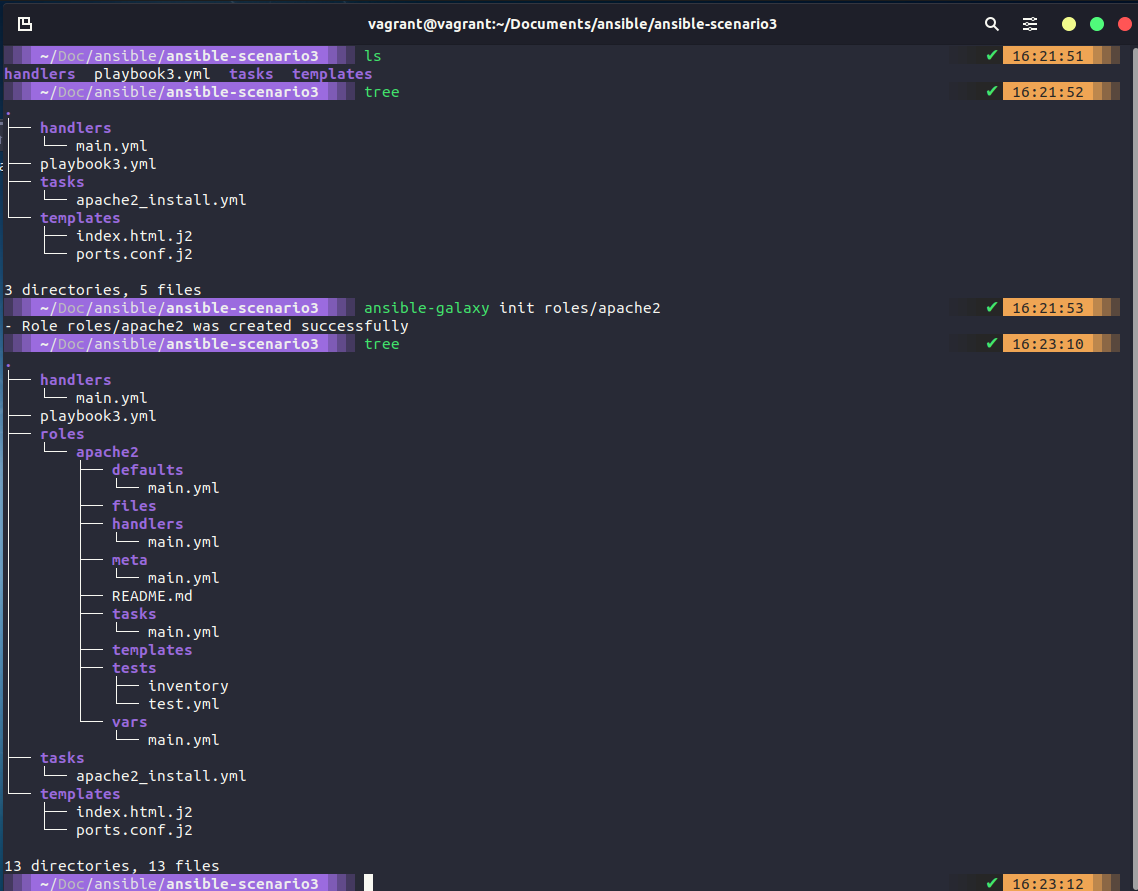 vagrant@vagrant:~/Documents/ansible/ansible-scenario3
~/Doc/ansible/ansible-scenario3 ls ✔ 16:21:51
handlers playbook3.yml tasks templates
~/Doc/ansible/ansible-scenario3 tree ✔ 16:21:52
.
├── handlers
│   └── main.yml
├── playbook3.yml
├── tasks
│   └── apache2_install.yml
└── templates
    ├── index.html.j2
    └── ports.conf.j2
3 directories, 5 files
~/Doc/ansible/ansible-scenario3 ansible-galaxy init roles/apache2 ✔ 16:21:53
- Role roles/apache2 was created successfully
~/Doc/ansible/ansible-scenario3 tree ✔ 16:23:10
.
├── handlers
│   └── main.yml
├── playbook3.yml
├── roles
│   └── apache2
│       ├── defaults
│       │   └── main.yml
│       ├── files
│       ├── handlers
│       │   └── main.yml
│       ├── meta
│       │   └── main.yml
│       ├── README.md
│       ├── tasks
│       │   └── main.yml
│       ├── templates
│       ├── tests
│       │   ├── inventory
│       │   └── test.yml
│       └── vars
│           └── main.yml
├── tasks
│   └── apache2_install.yml
└── templates
    ├── index.html.j2
    └── ports.conf.j2
13 directories, 13 files
~/Doc/ansible/ansible-scenario3 ✔ 16:23:12